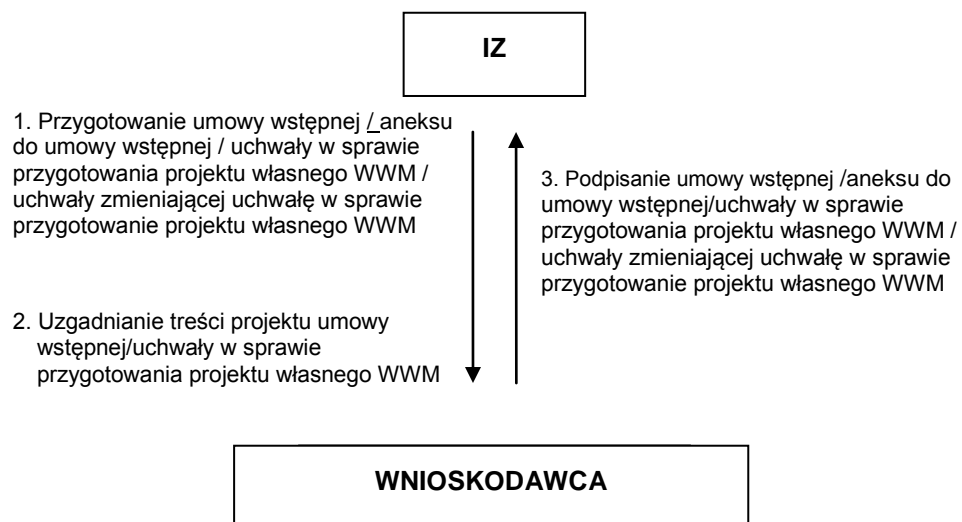 IZ
1. Przygotowanie umowy wstępnej / aneksu
do umowy wstępnej / uchwały w sprawie
przygotowania projektu własnego WWM /
uchwały zmieniającej uchwałę w sprawie
przygotowanie projektu własnego WWM
3. Podpisanie umowy wstępnej /aneksu do
umowy wstępnej/uchwały w sprawie
przygotowania projektu własnego WWM /
uchwały zmieniającej uchwałę w sprawie
przygotowanie projektu własnego WWM
2. Uzgadnianie treści projektu umowy
wstępnej/uchwały w sprawie
przygotowania projektu własnego WWM
WNIOSKODAWCA